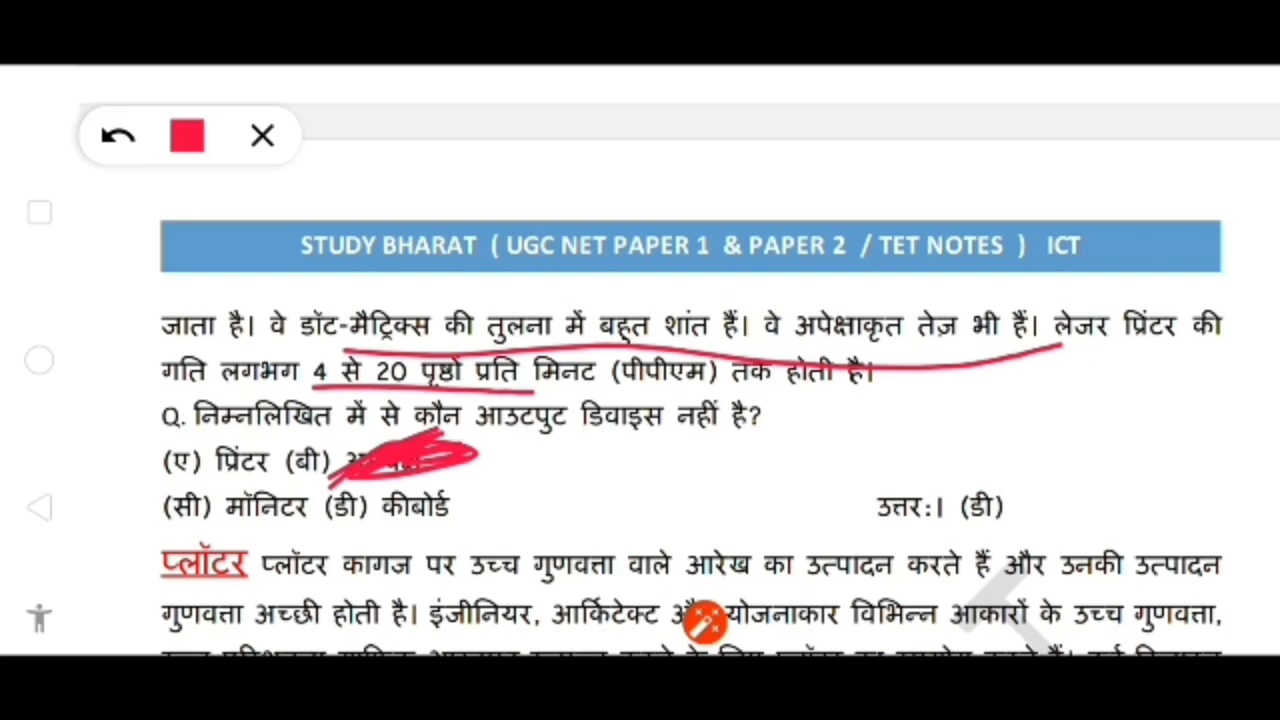 STUDY BHARAT ( UGC NET PAPER 1 & PAPER 2 / TET NOTES ) ICT
जाता है। वे डॉट-मैट्रिक्स की तुलना में बहुत शांत हैं। वे अपेक्षाकृत तेज़ भी हैं। लेजर प्रिंटर की
गति लगभग 4 से 20 पृष्ठों प्रति मिनट (पीपीएम) तक होती है।
Q. निम्नलिखित में से कौन आउटपुट डिवाइस नहीं है?
(ए) प्रिंटर (बी)
(सी) मॉनिटर (डी) कीबोर्ड उत्तर:। (डी)
प्लॉटर प्लॉटर कागज पर उच्च गुणवत्ता वाले आरेख का उत्पादन करते हैं और उनकी उत्पादन
गुणवत्ता अच्छी होती है। इंजीनियर, आर्किटेक्ट योजनाकार विभिन्न आकारों के उच्च गुणवत्ता,